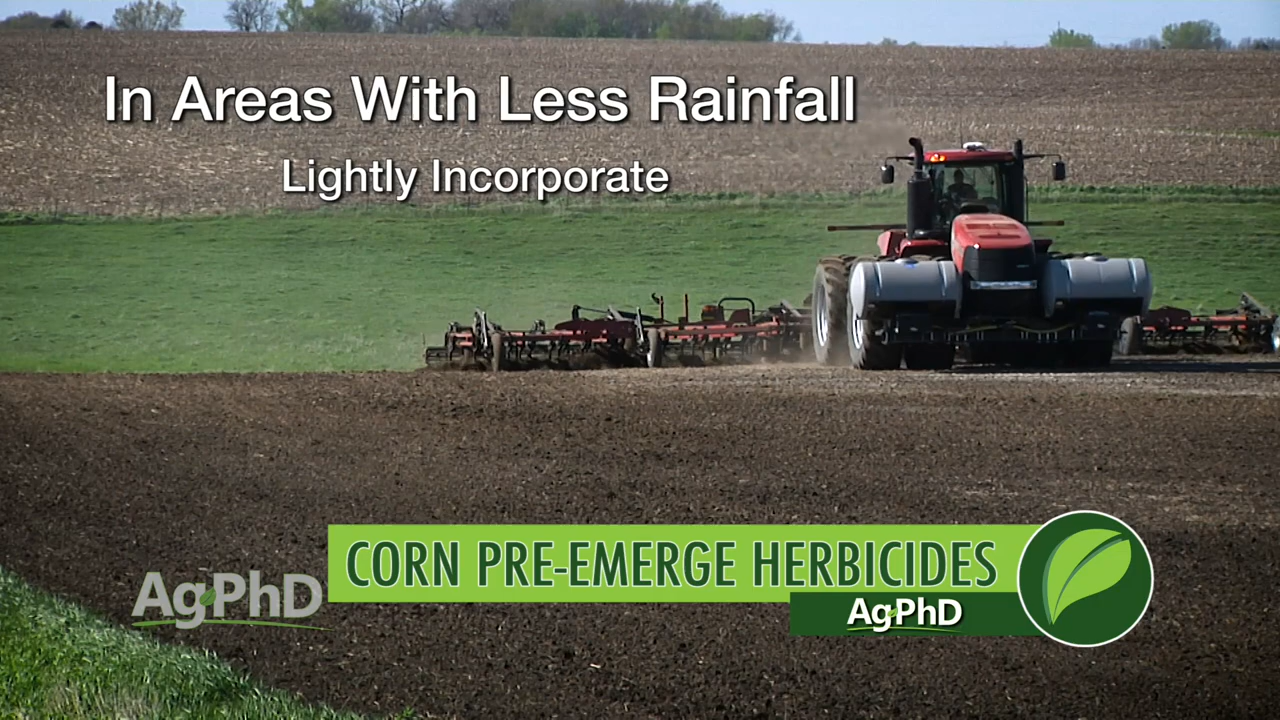 In Areas With Less Rainfall
Lightly Incorporate
CORN PRE-EMERGE HERBICIDES
AgPhD
AgPhD